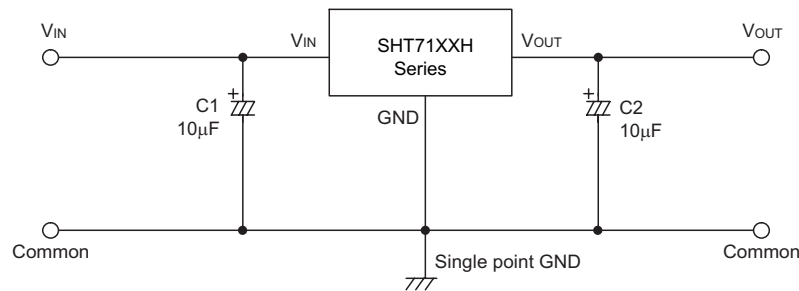 VIN
VIN
SHT71XXH
Series
VOUT
VOUT
+
C1
10μF
GND
+
C2
10μF
Common
Single point GND
Common